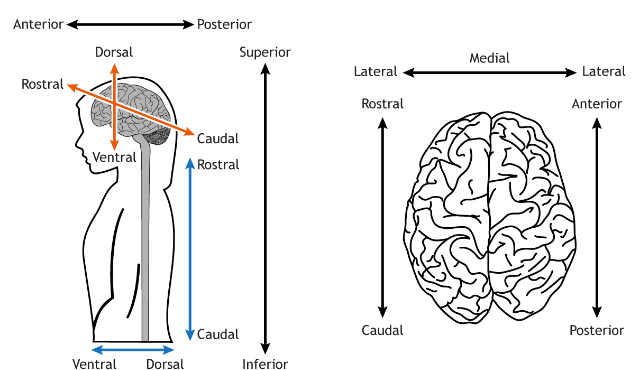 Anterior Posterior
Dorsal
Superior
Rostral
Caudal
Ventral
Rostral
Caudal
Ventral Dorsal
Inferior
Medial
Lateral Lateral
Rostral Anterior
Caudal Posterior